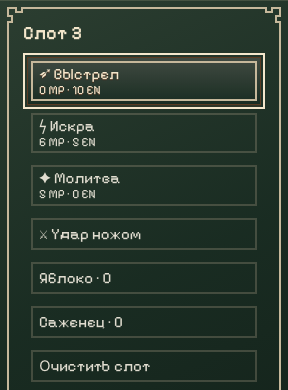 Слот 3
Выстрел
0 MP · 10 EN
Искра
6 MP · 5 EN
Молитва
5 MP · 0 EN
Удар ножом
Яблоко · 0
Саженец · 0
Очистить слот